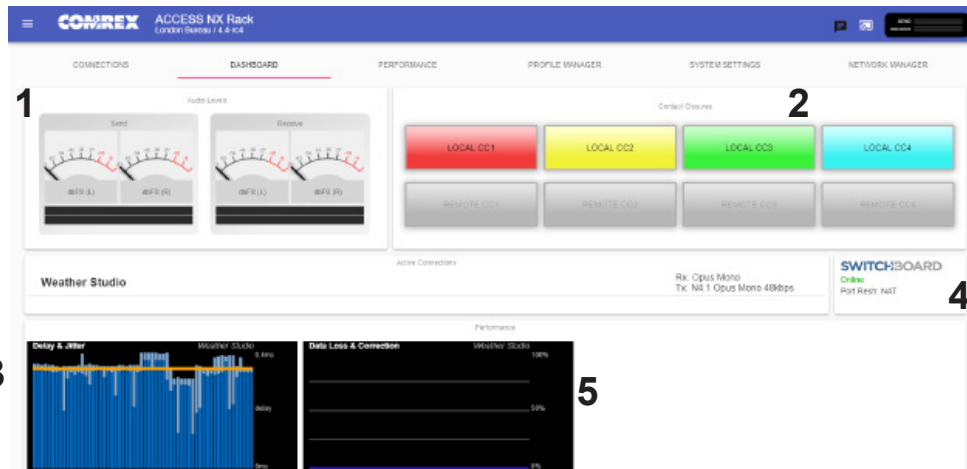 COMREX
ACCESS NX Rack
London Bureau / 4.4-rc4
CONNECTIONS
DASHBOARD
PERFORMANCE
PROFILE MANAGER
SYSTEM SETTINGS
NETWORK MANAGER
1
Audio Levels
Send
Receive
dbFS (L)
dbFS (R)
dbFS (L)
dbFS (R)
Contact Closures
2
LOCAL CC1
LOCAL CC2
LOCAL CC3
LOCAL CC4
REMOTE CC1
REMOTE CC2
REMOTE CC3
REMOTE CC4
Active Connections
Weather Studio
Rx: Opus Mono
Tx: N4.1 Opus Mono 48kbps
SWITCHBOARD
Online
Port Restr. NAT
4
Performance
3
Delay & Jitter
Weather Studio
delay
0ms
Data Loss & Correction
Weather Studio
100%
50%
0%
5